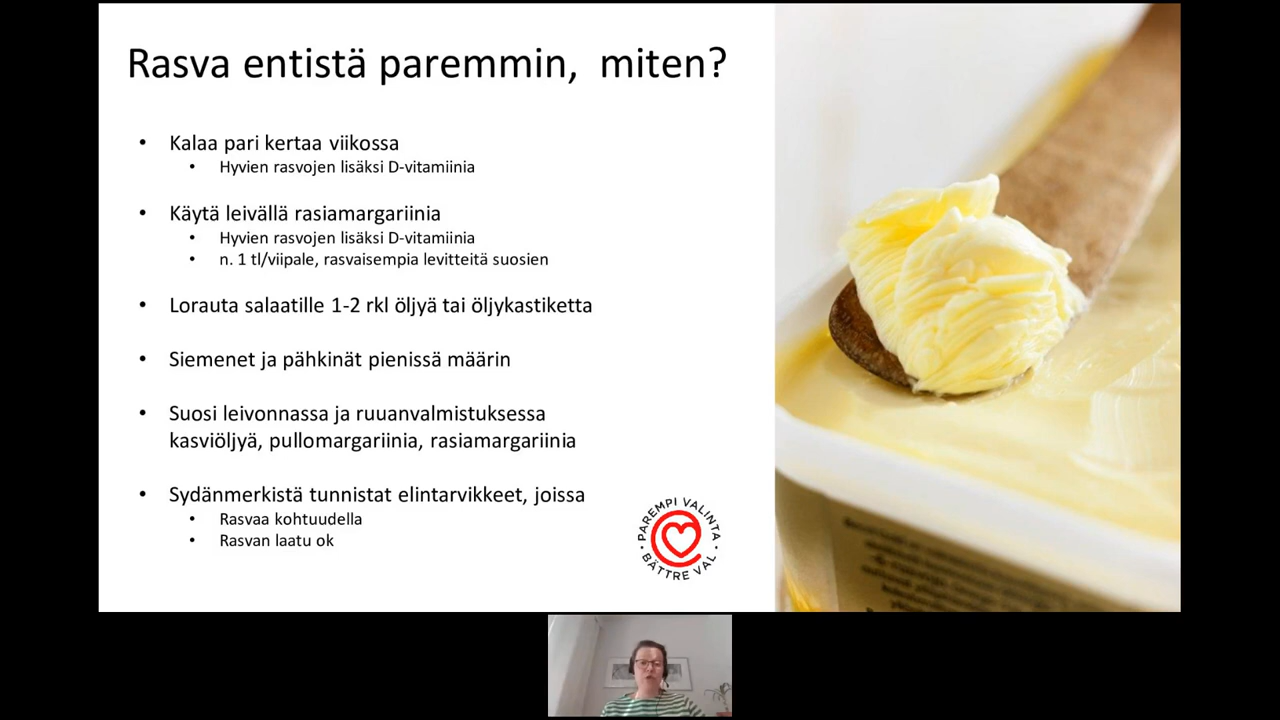 Rasva entistä paremmin,  miten?
• Kalaa pari kertaa viikossa
• Hyvien rasvojen lisäksi D-vitamiinia
• Käytä leivällä rasiamargariinia
• Hyvien rasvojen lisäksi D-vitamiinia
• n. 1 tl/viipale, rasvaisempia levitteitä suosien
• Lorauta salaatille 1-2 rkl öljyä tai öljykastiketta
• Siemenet ja pähkinät pienissä määrin
• Suosi leivonnassa ja ruuanvalmistuksessa
kasviöljyä, pullomargariinia, rasiamargariinia
• Sydänmerkistä tunnistat elintarvikkeet, joissa
• Rasvaa kohtuudella
• Rasvan laatu ok
PAREMPI VALINTA
• BÄTTRE VAL •